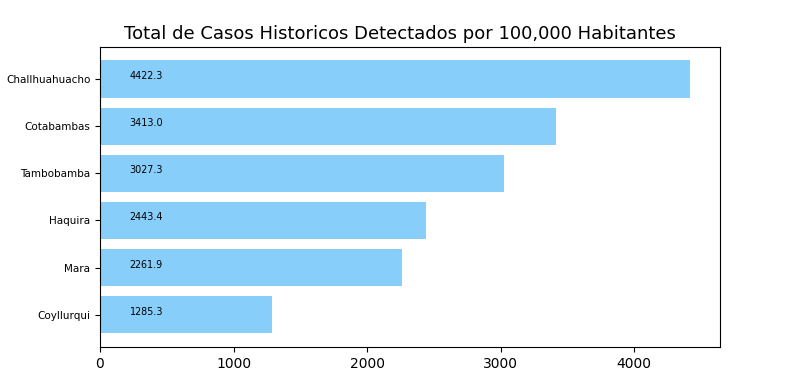 Total de Casos Historicos Detectados por 100,000 Habitantes
Challhuahuacho 4422.3
Cotabambas 3413.0
Tambobamba 3027.3
Haquira 2443.4
Mara 2261.9
Coyllurqui 1285.3
0 1000 2000 3000 4000